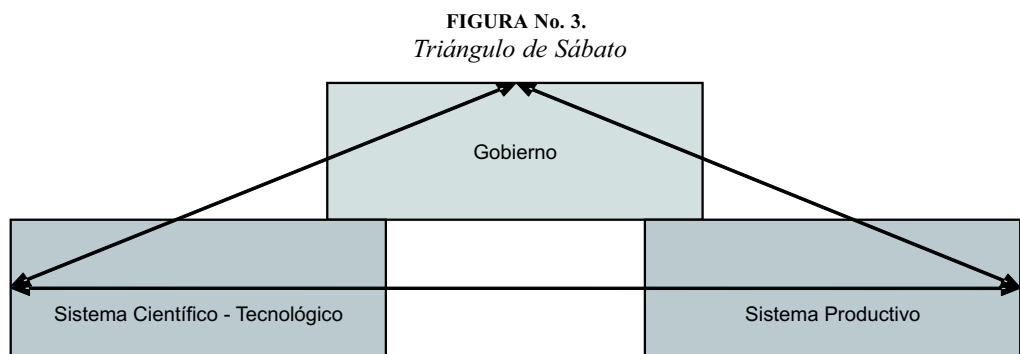 FIGURA No. 3.
Triángulo de Sábato
Gobierno
Sistema Científico - Tecnológico
Sistema Productivo